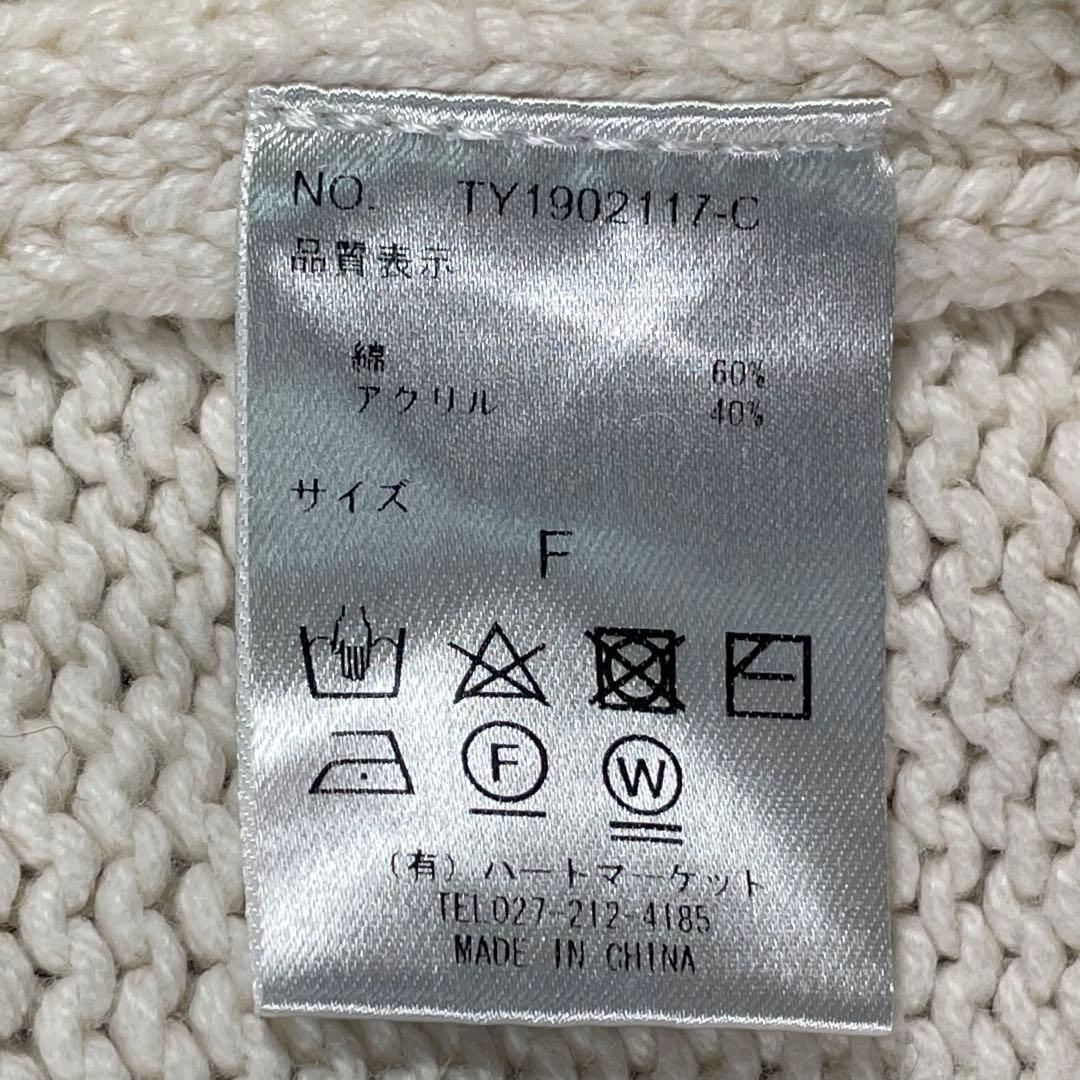 NO. TY1902117-C
品質表示
綿 60%
アクリル 40%
サイズ
F
F
W
(有) ハートマーケット
TEL027-212-4185
MADE IN CHINA